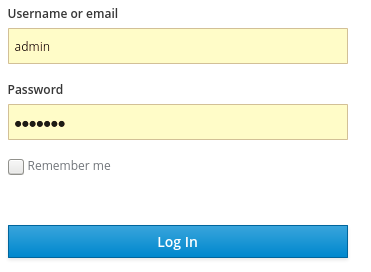 Username or email
admin
Password
●●●●●●●
Remember me
Log In